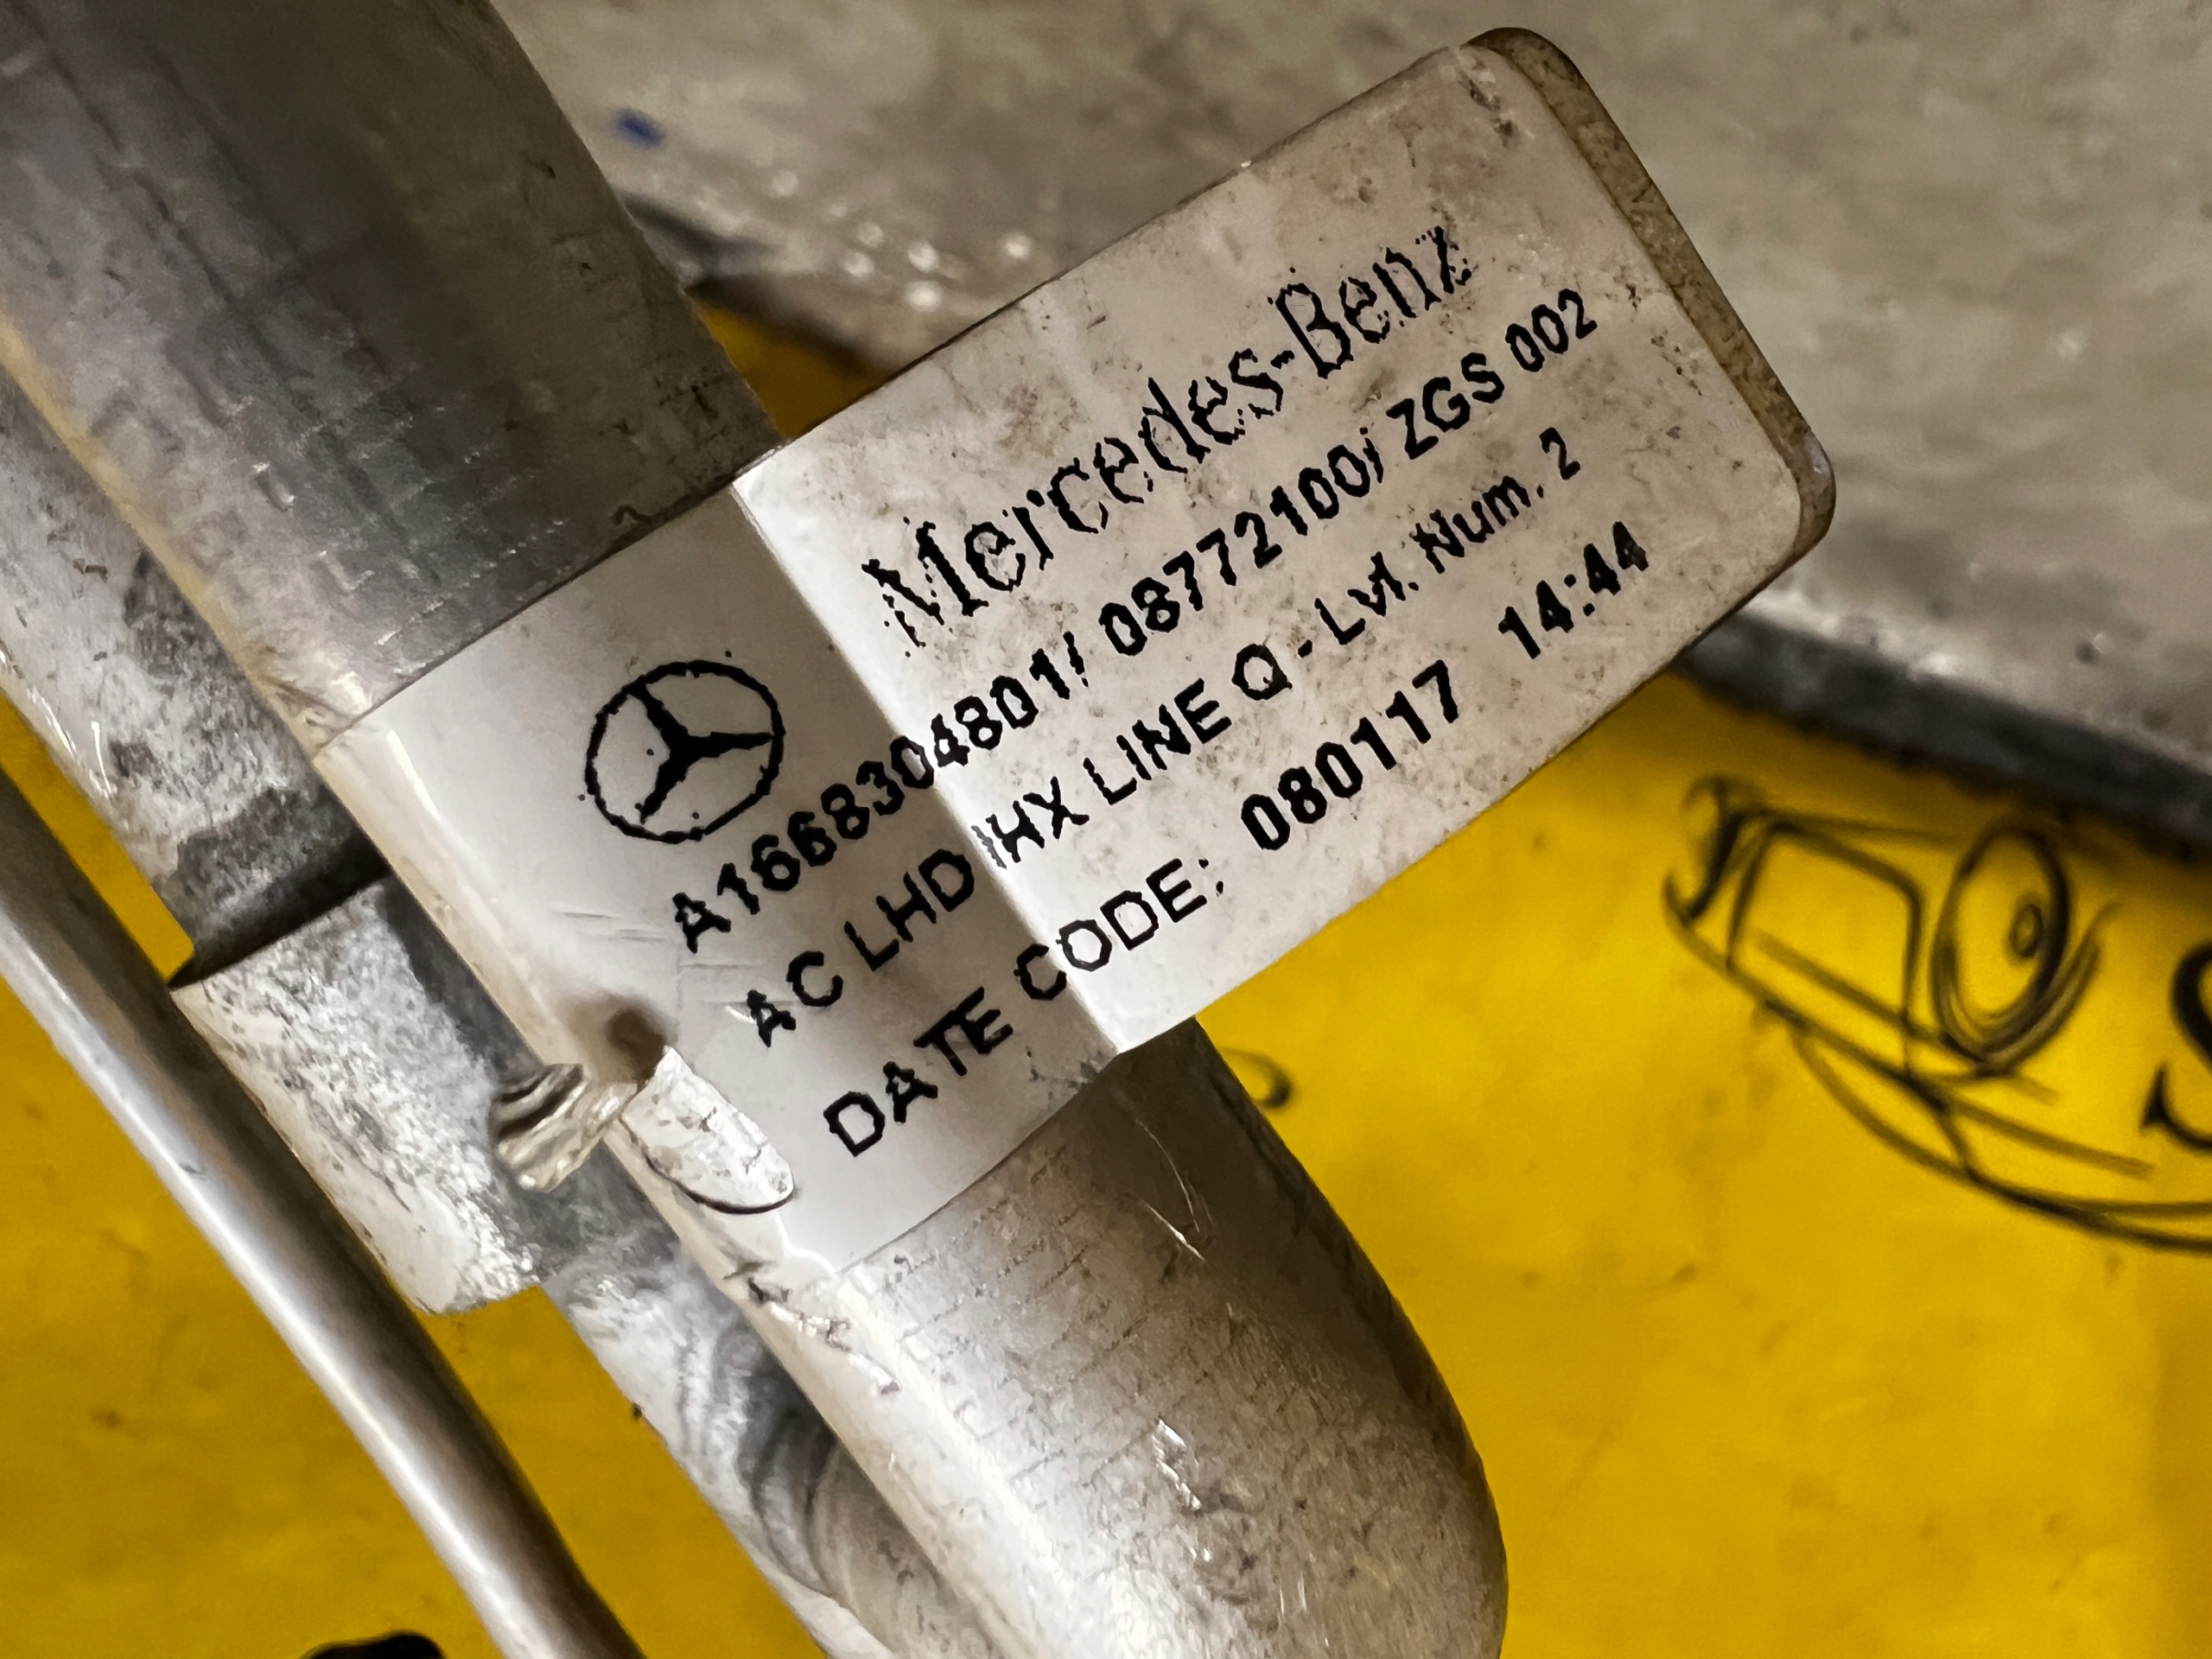 Mercedes-Benz
A1668304801/ 08772100/ ZGS 002
AC LHD IHX LINE Q - Lvl. Num. 2
DATE CODE: 080117 14:44